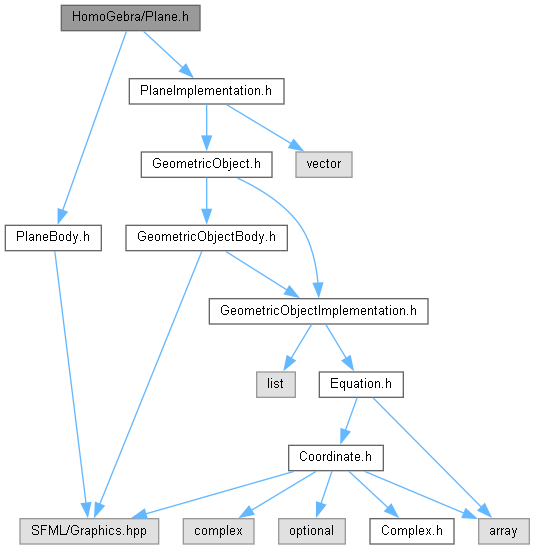 HomoGebra/Plane.h
PlaneImplementation.h
GeometricObject.h
vector
PlaneBody.h
GeometricObjectBody.h
GeometricObjectImplementation.h
list
Equation.h
Coordinate.h
SFML/Graphics.hpp
complex
optional
Complex.h
array